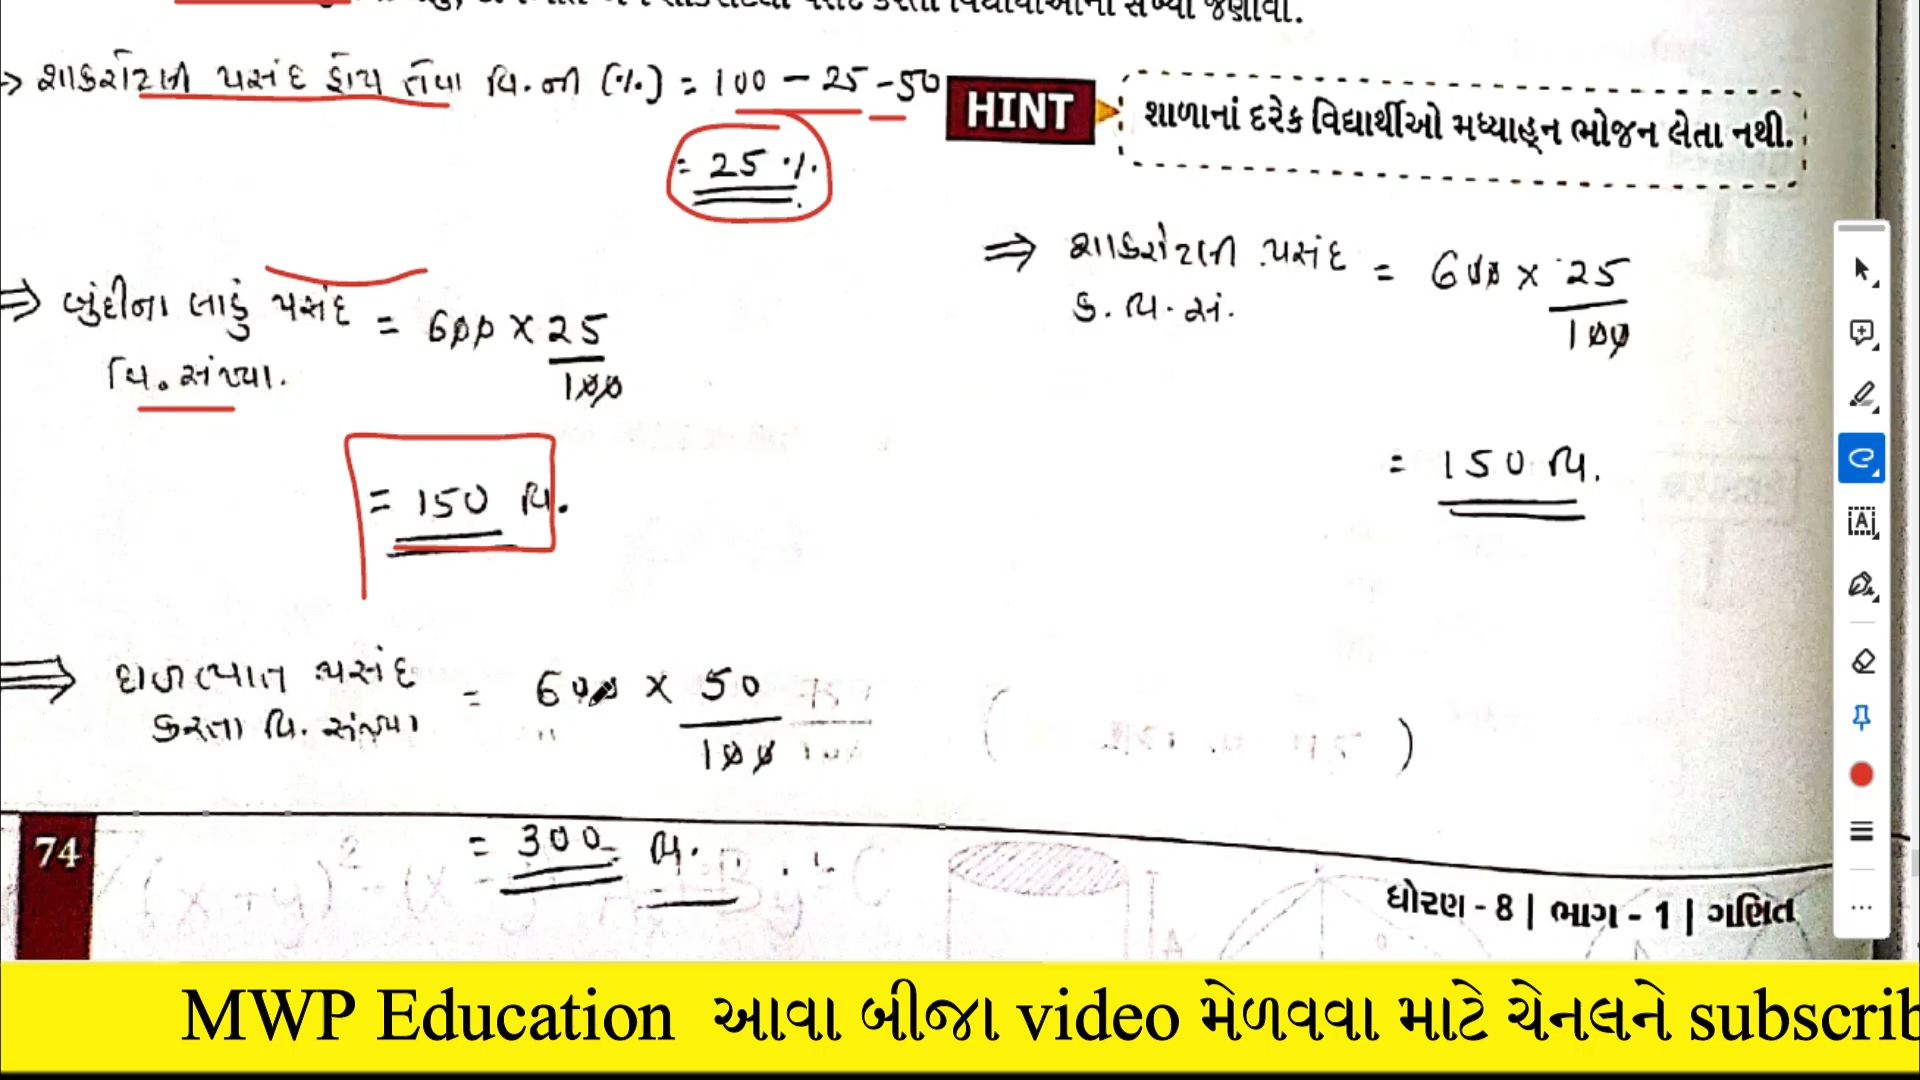 શાકરોટલી પસંદ હોય તેવા વિ.ની (%) = 100 - 25 - 50
= 25 %.
HINT
શાળાનાં દરેક વિદ્યાર્થીઓ મધ્યાહ્ન ભોજન લેતા નથી.
⇒ બુંદીના લાડું પસંદ = 600 × 25
વિ. સંખ્યા.
100
= 150 વિ.
⇒ શાકરોટલી પસંદ = 600 × 25
ક. વિ. સં.
100
= 150 વિ.
⇒ દાળભાત પસંદ = 600 × 50
કરતા વિ. સંખ્યા
100
= 300 વિ.
74
ધોરણ - 8 | ભાગ - 1 | ગણિત
MWP Education આવા બીજા video મેળવવા માટે ચેનલને subscrib